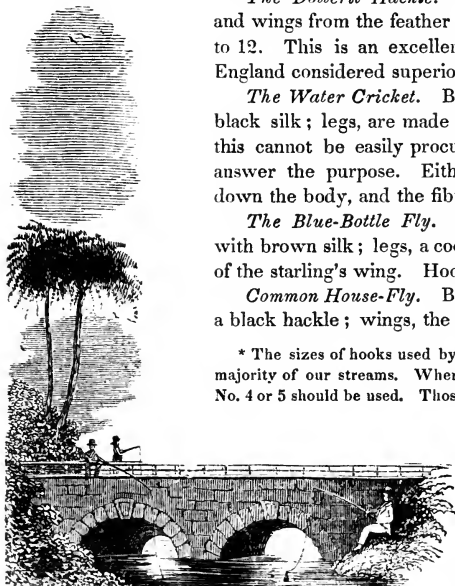 The Dotterel Hackle.
and wings from the feather
to 12. This is an excellen
England considered superio
The Water Cricket. B
black silk; legs, are made
this cannot be easily procu
answer the purpose. Eith
down the body, and the fib
The Blue-Bottle Fly.
with brown silk; legs, a coc
of the starling's wing. Hoo
Common House-Fly. B
a black hackle; wings, the
* The sizes of hooks used by
majority of our streams. Wher
No. 4 or 5 should be used. Thos